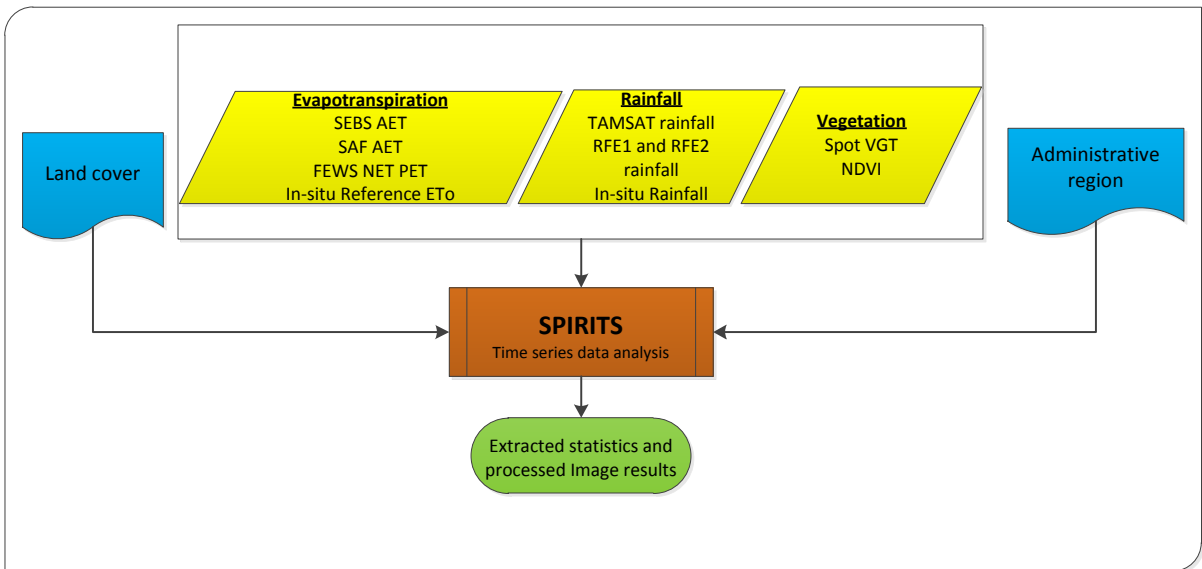 Land cover
Evapotranspiration
SEBS AET
SAF AET
FEWS NET PET
In-situ Reference ETo
Rainfall
TAMSAT rainfall
RFE1 and RFE2
rainfall
In-situ Rainfall
Vegetation
Spot VGT
NDVI
Administrative
region
SPIRITS
Time series data analysis
Extracted statistics and
processed Image results